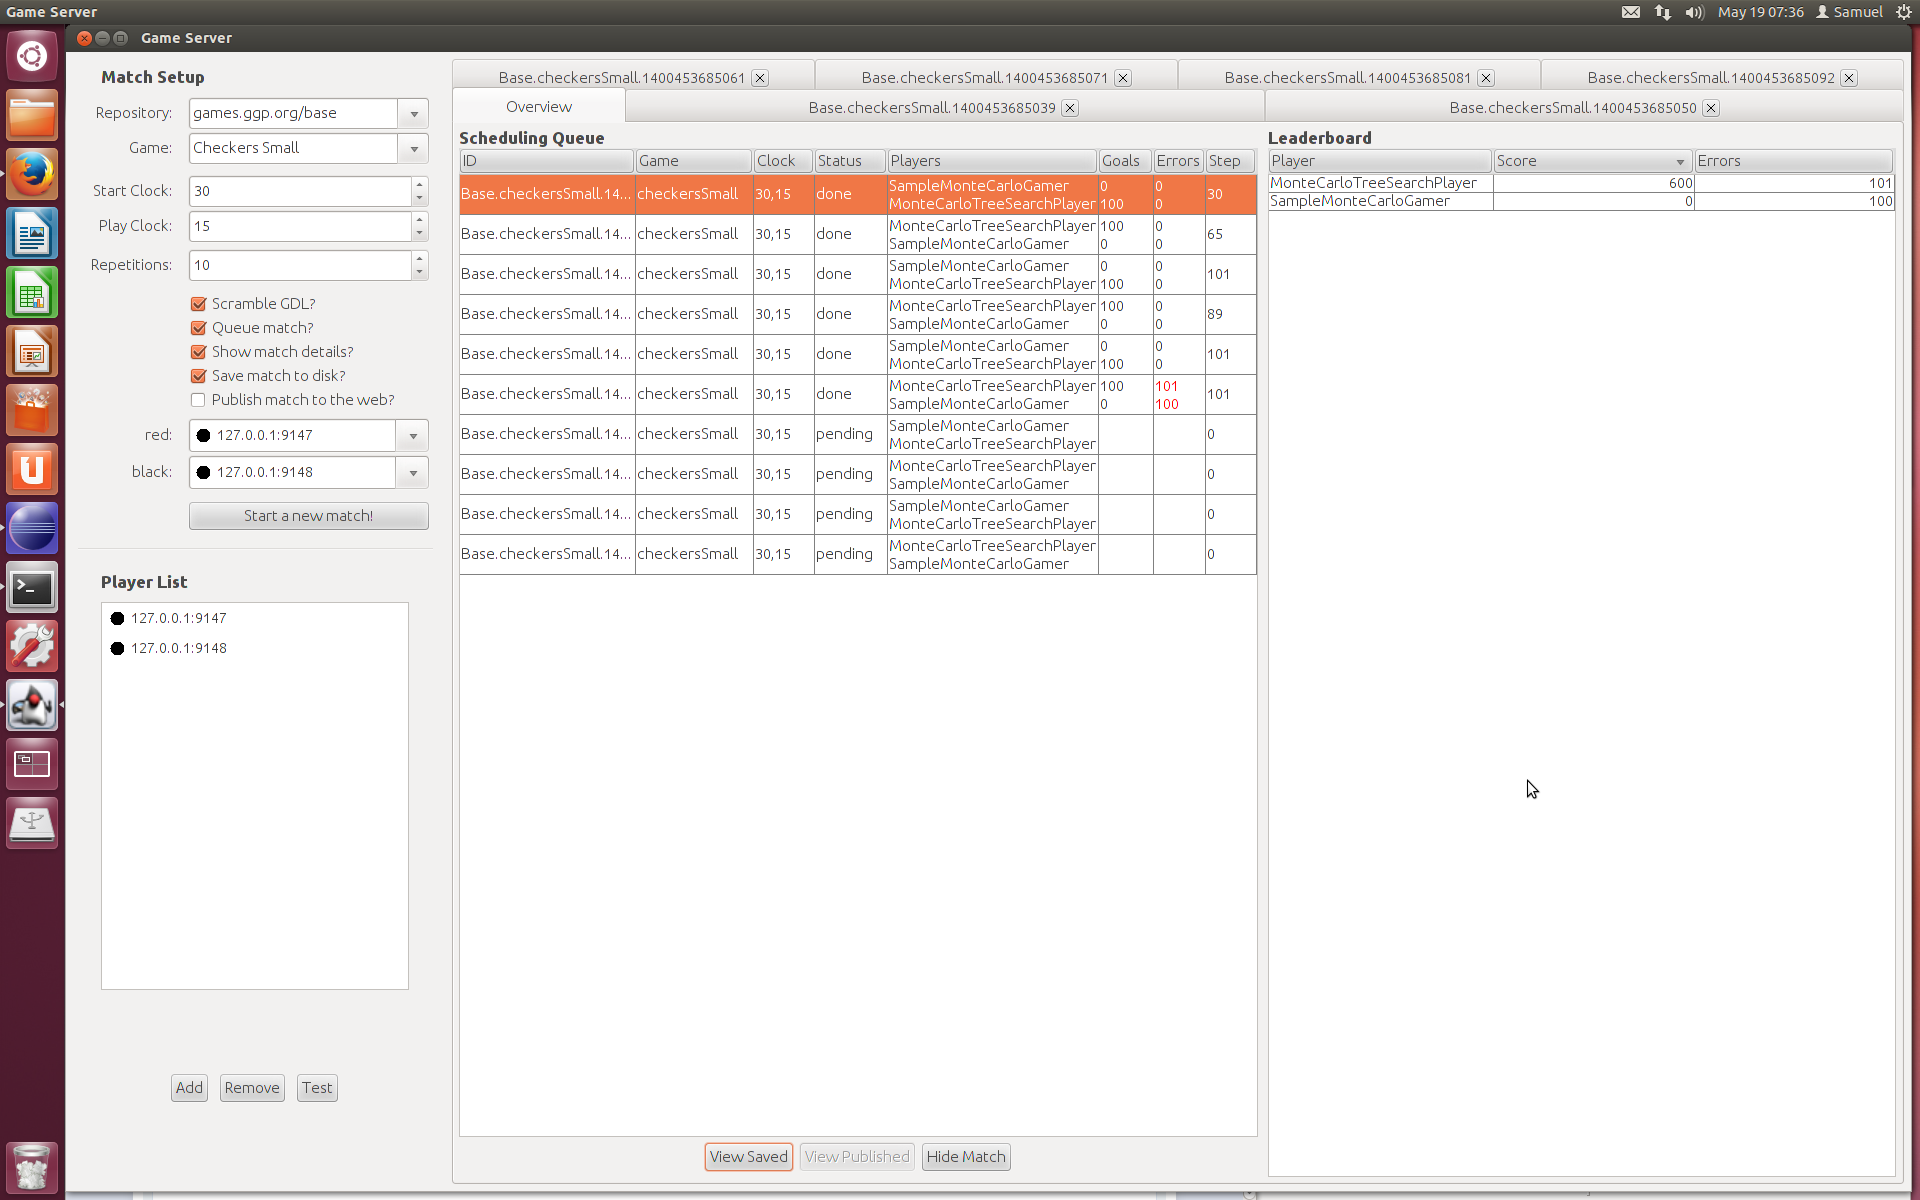 Game Server
May 19 07:36 Samuel
Game Server
Match Setup
Repository: games.ggp.org/base
Game: Checkers Small
Start Clock: 30
Play Clock: 15
Repetitions: 10
Scramble GDL?
Queue match?
Show match details?
Save match to disk?
Publish match to the web?
red: 127.0.0.1:9147
black: 127.0.0.1:9148
Start a new match!
Player List
127.0.0.1:9147
127.0.0.1:9148
Add Remove Test
Base.checkersSmall.1400453685061 Base.checkersSmall.1400453685071 Base.checkersSmall.1400453685081 Base.checkersSmall.1400453685092
Overview Base.checkersSmall.1400453685039 Base.checkersSmall.1400453685050
Scheduling Queue
ID Game Clock Status Players Goals Errors Step
Base.checkersSmall.14... checkersSmall 30,15 done SampleMonteCarloGamer 0 0 30
MonteCarloTreeSearchPlayer 100 0
Base.checkersSmall.14... checkersSmall 30,15 done MonteCarloTreeSearchPlayer 100 0 65
SampleMonteCarloGamer 0 0
Base.checkersSmall.14... checkersSmall 30,15 done SampleMonteCarloGamer 0 0 101
MonteCarloTreeSearchPlayer 100 0
Base.checkersSmall.14... checkersSmall 30,15 done MonteCarloTreeSearchPlayer 100 0 89
SampleMonteCarloGamer 0 0
Base.checkersSmall.14... checkersSmall 30,15 done SampleMonteCarloGamer 0 0 101
MonteCarloTreeSearchPlayer 100 0
Base.checkersSmall.14... checkersSmall 30,15 done MonteCarloTreeSearchPlayer 100 101 101
SampleMonteCarloGamer 0 100
Base.checkersSmall.14... checkersSmall 30,15 pending SampleMonteCarloGamer 0
MonteCarloTreeSearchPlayer
Base.checkersSmall.14... checkersSmall 30,15 pending MonteCarloTreeSearchPlayer 0
SampleMonteCarloGamer
Base.checkersSmall.14... checkersSmall 30,15 pending SampleMonteCarloGamer 0
MonteCarloTreeSearchPlayer
Base.checkersSmall.14... checkersSmall 30,15 pending MonteCarloTreeSearchPlayer 0
SampleMonteCarloGamer
View Saved View Published Hide Match
Leaderboard
Player Score Errors
MonteCarloTreeSearchPlayer 600 101
SampleMonteCarloGamer 0 100